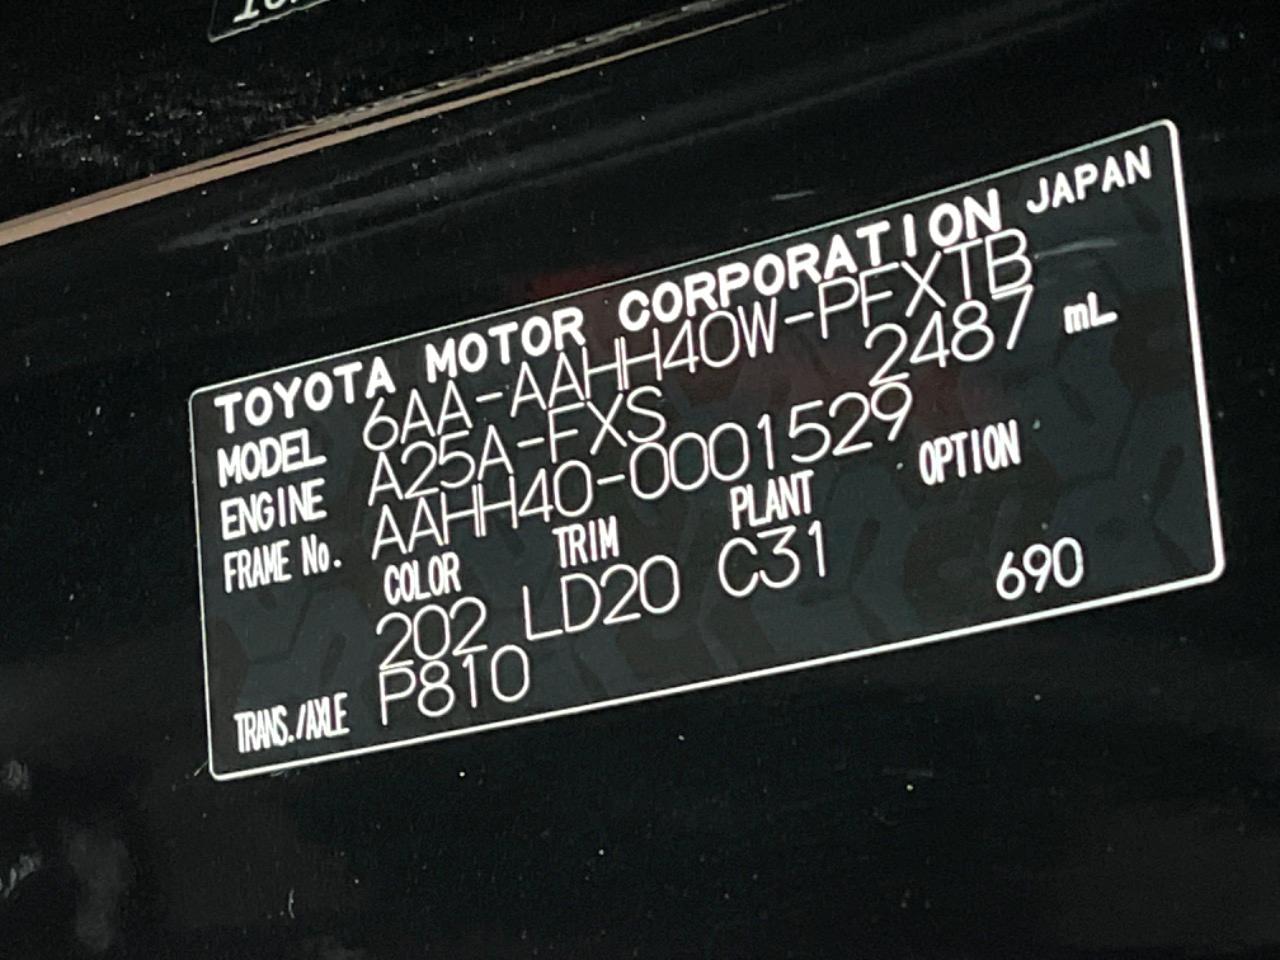 TOYOTA MOTOR CORPORATION JAPAN
MODEL 6AA-AAHH40W-PFXTB
ENGINE A25A-FXS 2487 mL
FRAME No. AAHH40-0001529
COLOR TRIM PLANT OPTION
202 LD20 C31
TRANS./AXLE P810 690